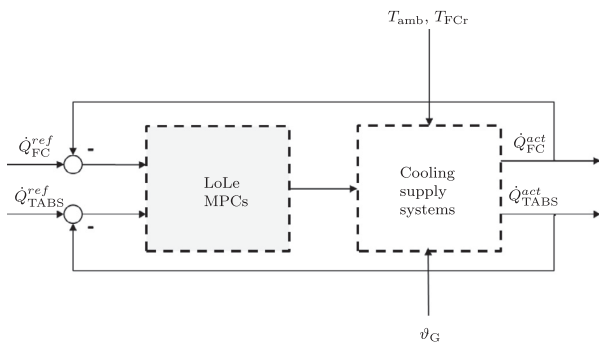 T_amb, T_FCr
Q̇_FC^ref
-
Q̇_FC^act
LoLe
MPCs
Cooling
supply
systems
Q̇_TABS^ref
-
Q̇_TABS^act
ϑ_G